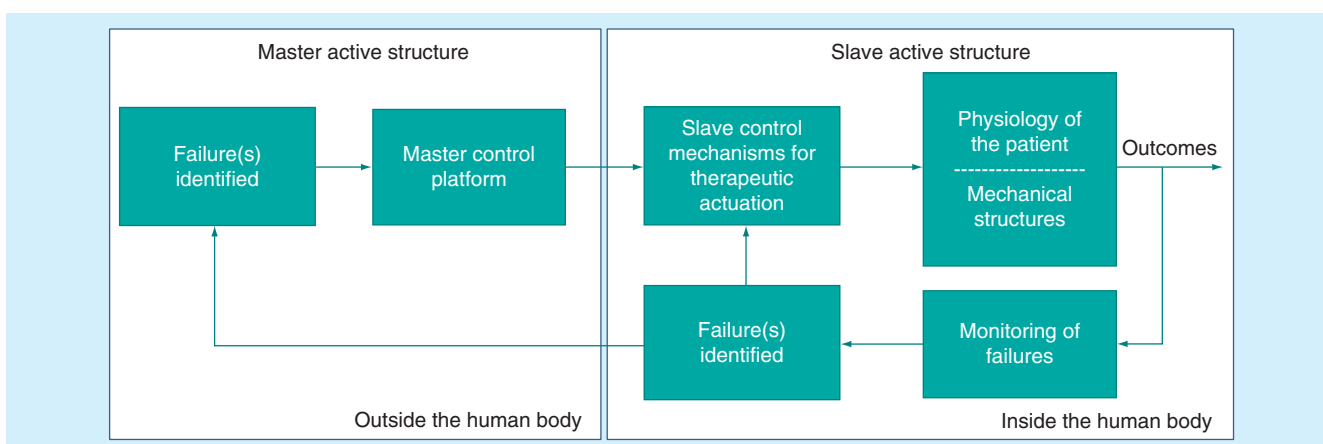 Master active structure
Failure(s)
identified
Master control
platform
Outside the human body
Slave active structure
Slave control
mechanisms for
therapeutic
actuation
Physiology of
the patient
Mechanical
structures
Outcomes
Failure(s)
identified
Monitoring of
failures
Inside the human body